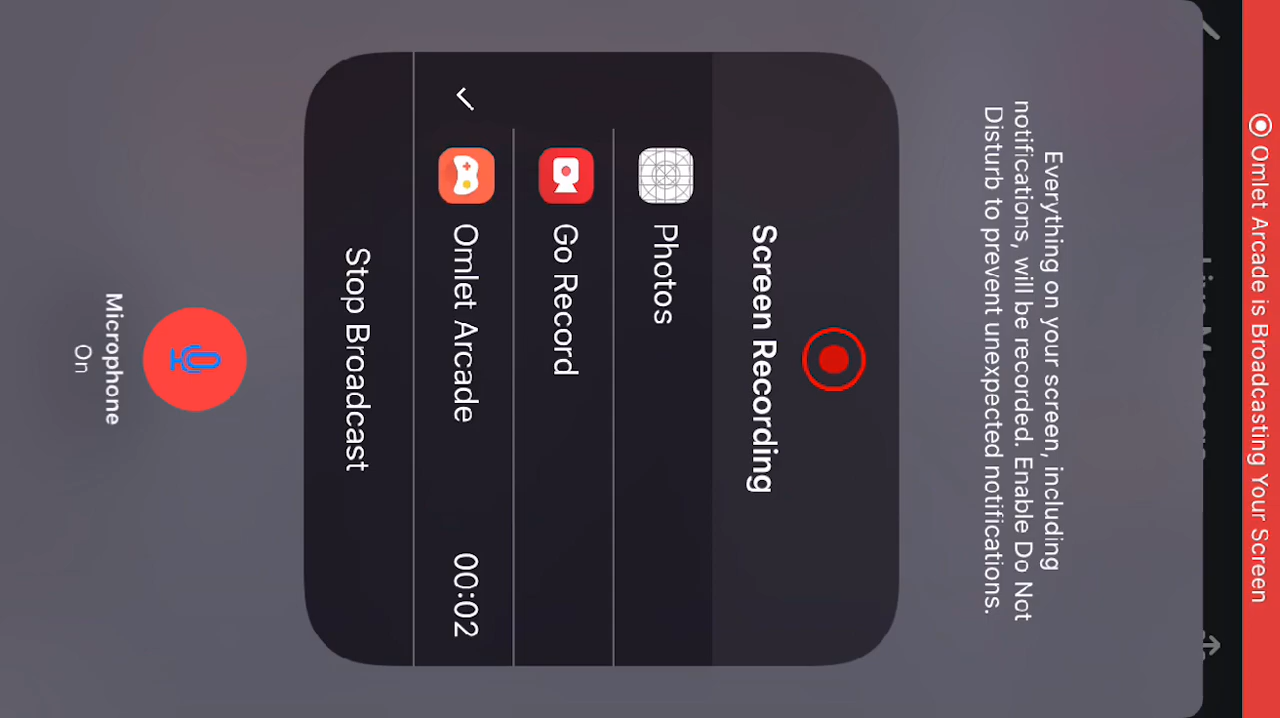 Omlet Arcade is Broadcasting Your Screen
Everything on your screen, including
notifications, will be recorded. Enable Do Not
Disturb to prevent unexpected notifications.
Screen Recording
Photos
Go Record
Omlet Arcade 00:02
Stop Broadcast
Microphone
On